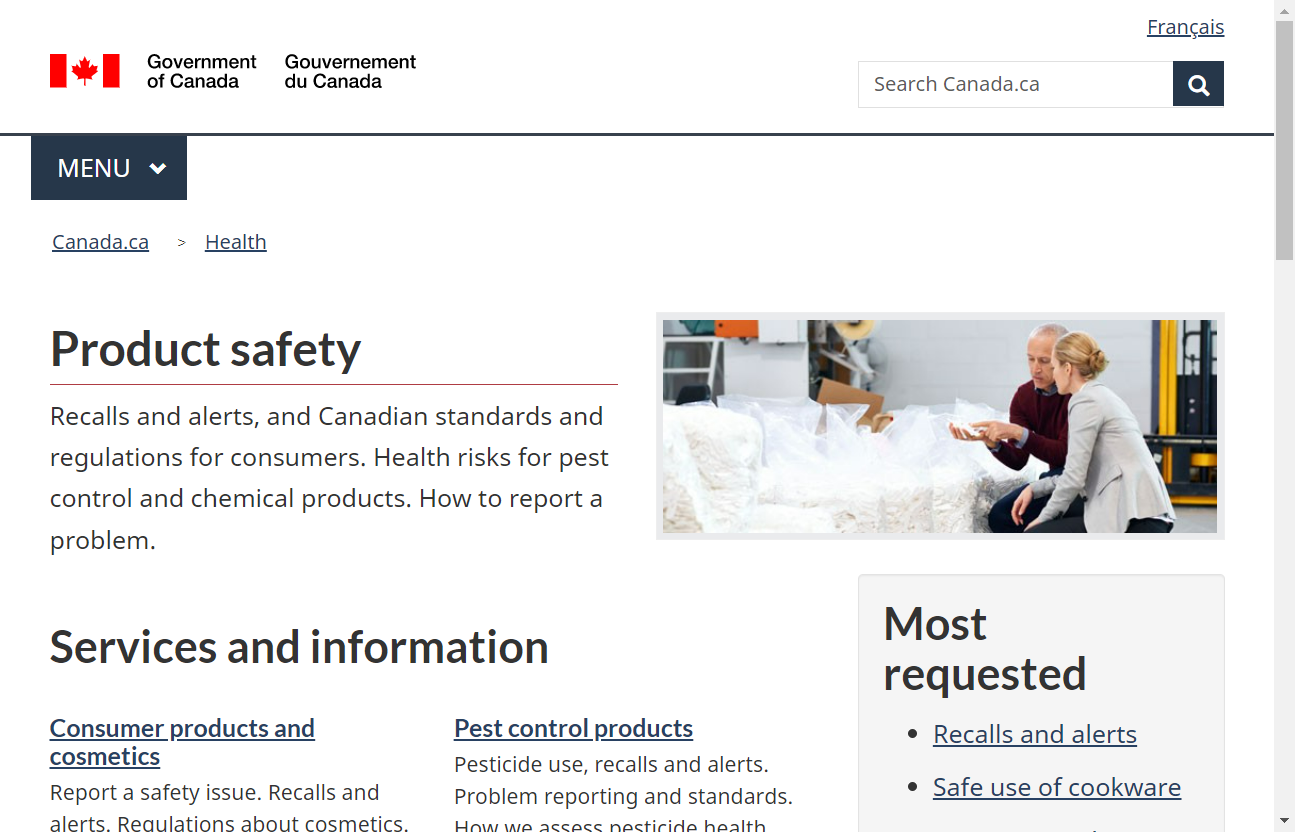 Français
Government of Canada
Gouvernement du Canada
Search Canada.ca
MENU
Canada.ca > Health
Product safety
Recalls and alerts, and Canadian standards and
regulations for consumers. Health risks for pest
control and chemical products. How to report a
problem.
Services and information
Consumer products and
cosmetics
Report a safety issue. Recalls and
alerts. Regulations about cosmetics.
Pest control products
Pesticide use, recalls and alerts.
Problem reporting and standards.
How we assess pesticide health
Most
requested
Recalls and alerts
Safe use of cookware